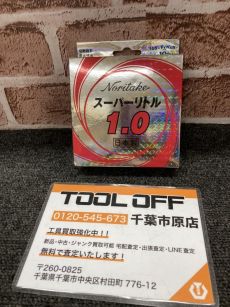 Noritake
スーパーリトル
1.0
日本製
TOOL OFF
0120-545-673 千葉市原店
工具買取強化中!!
新品・中古・ジャンク買取可能 宅配査定・出張査定・LINE査定
無料で査定いたします!
〒260-0825
千葉県千葉市中央区村田町 776-12